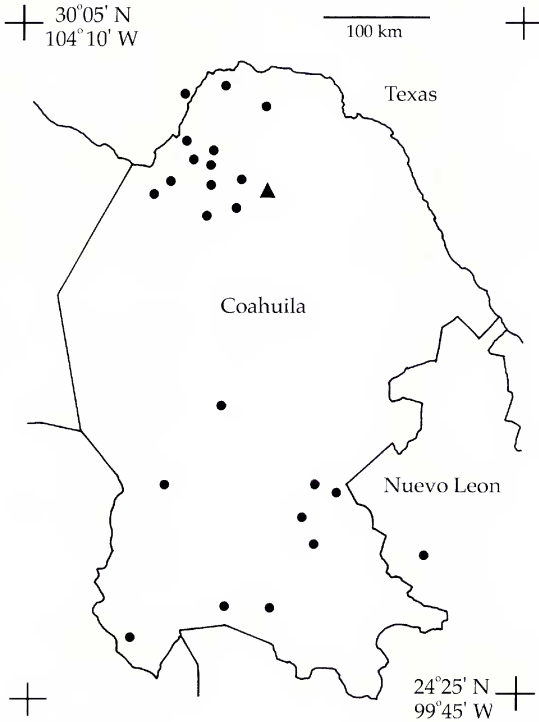 30°05' N
104°10' W
100 km
Texas
Coahuila
Nuevo Leon
24°25' N
99°45' W